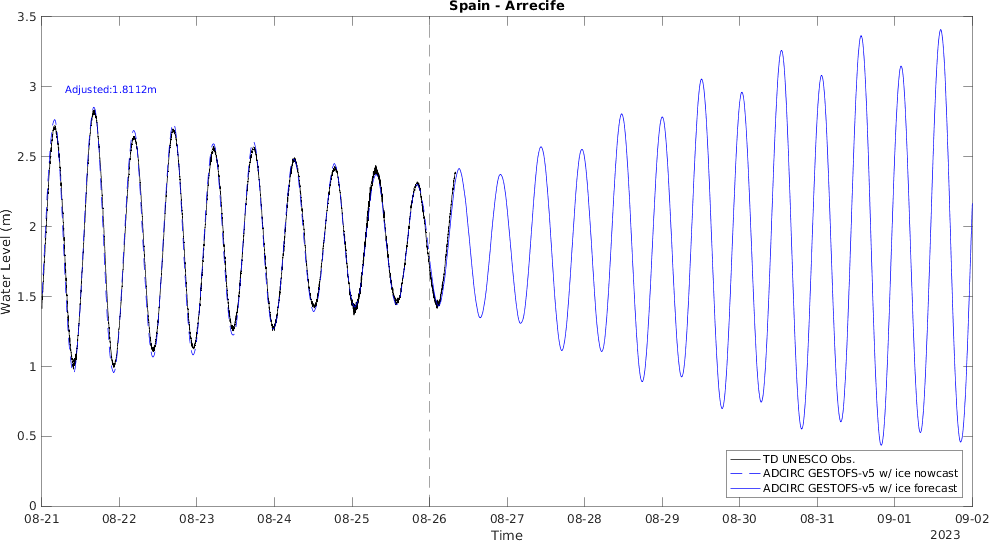 Spain - Arrecife
3.5
Adjusted:1.8112m
3
2.5
2
1.5
1
0.5
0
Water Level (m)
TD UNESCO Obs.
ADCIRC GESTOFS-v5 w/ ice nowcast
ADCIRC GESTOFS-v5 w/ ice forecast
08-21 08-22 08-23 08-24 08-25 08-26 08-27 08-28 08-29 08-30 08-31 09-01 09-02
Time
2023